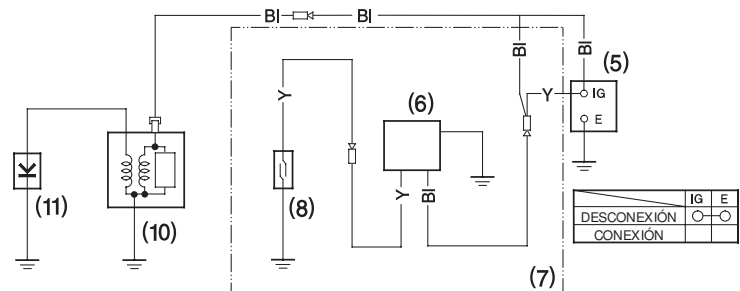 Bl
Bl
Bl
Bl
(5)
Y
IG
E
Y
(6)
(11)
(10)
(8)
Y
Bl
(7)
IG E
DESCONEXIÓN
CONEXIÓN